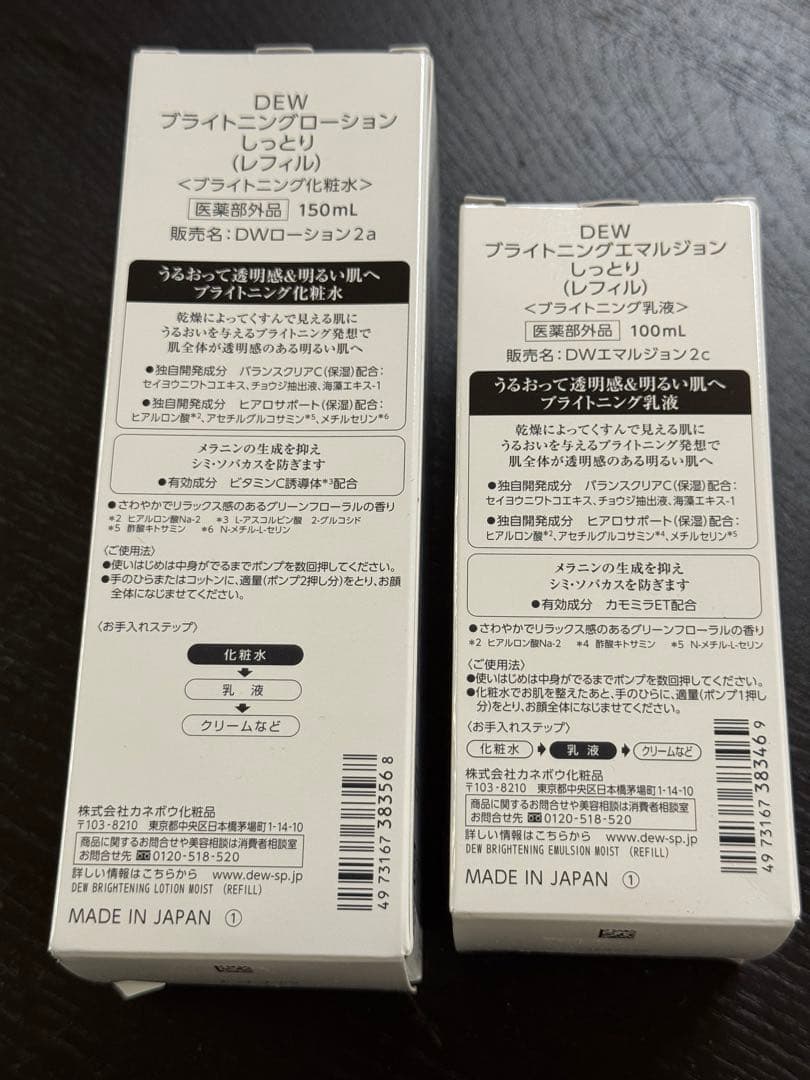 DEW
ブライトニングローション
しっとり
(レフィル)
<ブライトニング化粧水>
医薬部外品 150mL
販売名:DWローション2a
うるおって透明感&明るい肌へ
ブライトニング化粧水
乾燥によってくすんで見える肌に
うるおいを与えるブライトニング発想で
肌全体が透明感のある明るい肌へ
●独自開発成分 バランスクリアC(保湿)配合:
セイヨウニワトコエキス、チョウジ抽出液、海藻エキス-1
●独自開発成分 ヒアロサポート(保湿)配合:
ヒアルロン酸*2、アセチルグルコサミン*5、メチルセリン*6
メラニンの生成を抑え
シミ・ソバカスを防ぎます
●有効成分 ビタミンC誘導体*3配合
●さわやかでリラックス感のあるグリーンフローラルの香り
*2 ヒアルロン酸Na-2 *3 L-アスコルビン酸 2-グルコシド
*5 酢酸キトサミン *6 N-メチル-L-セリン
〈ご使用法〉
●使いはじめは中身がでるまでポンプを数回押してください。
●手のひらまたはコットンに、適量(ポンプ2押し分)をとり、お顔
全体になじませてください。
〈お手入れステップ〉
化粧水
乳液
クリームなど
株式会社カネボウ化粧品
〒103-8210 東京都中央区日本橋茅場町1-14-10
商品に関するお問合せや美容相談は消費者相談室
お問合せ先 0120-518-520
詳しい情報はこちらから www.dew-sp.jp
DEW BRIGHTENING LOTION MOIST (REFILL)
MADE IN JAPAN ①
4 973167 383568
DEW
ブライトニングエマルジョン
しっとり
(レフィル)
<ブライトニング乳液>
医薬部外品 100mL
販売名:DWエマルジョン2c
うるおって透明感&明るい肌へ
ブライトニング乳液
乾燥によってくすんで見える肌に
うるおいを与えるブライトニング発想で
肌全体が透明感のある明るい肌へ
●独自開発成分 バランスクリアC(保湿)配合:
セイヨウニワトコエキス、チョウジ抽出液、海藻エキス-1
●独自開発成分 ヒアロサポート(保湿)配合:
ヒアルロン酸*2、アセチルグルコサミン*4、メチルセリン*5
メラニンの生成を抑え
シミ・ソバカスを防ぎます
●有効成分 カモミラET配合
●さわやかでリラックス感のあるグリーンフローラルの香り
*2 ヒアルロン酸Na-2 *4 酢酸キトサミン *5 N-メチル-L-セリン
〈ご使用法〉
●使いはじめは中身がでるまでポンプを数回押してください。
●化粧水でお肌を整えたあと、手のひらに、適量(ポンプ1押し
分)をとり、お顔全体になじませてください。
〈お手入れステップ〉
化粧水 乳液 クリームなど
株式会社カネボウ化粧品
〒103-8210 東京都中央区日本橋茅場町1-14-10
商品に関するお問合せや美容相談は消費者相談室
お問合せ先 0120-518-520
詳しい情報はこちらから www.dew-sp.jp
DEW BRIGHTENING EMULSION MOIST (REFILL)
MADE IN JAPAN ①
4 973167 383469